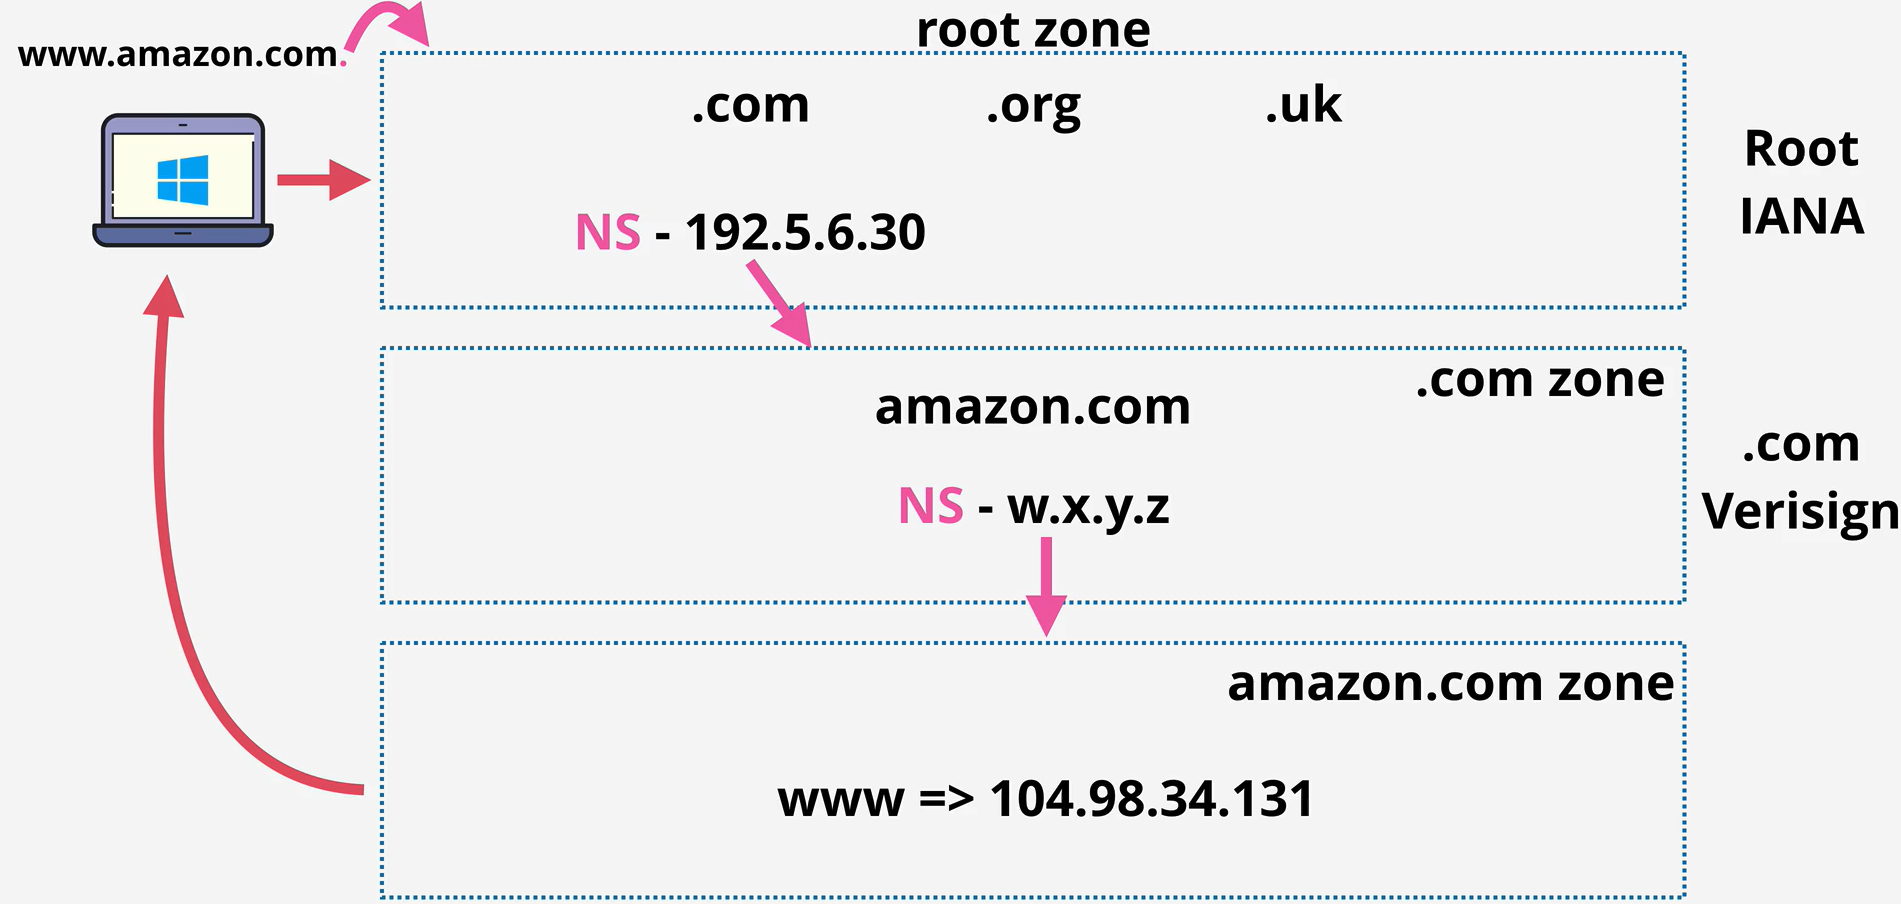 root zone
www.amazon.com.
.com .org .uk
Root
IANA
NS - 192.5.6.30
.com zone
amazon.com
.com
Verisign
NS - w.x.y.z
amazon.com zone
www => 104.98.34.131